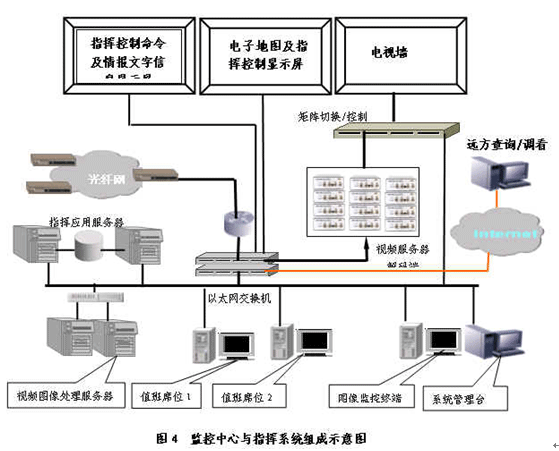 指挥控制命令
及情报文字信
电子地图及指
挥控制显示屏
电视墙
矩阵切换/控制
远方查询/调看
光纤网
指挥应用服务器
Internet
视频服务器
解码端
以太网交换机
视频图像处理服务器
值班席位1
值班席位2
图像监控终端
系统管理台
图 4 监控中心与指挥系统组成示意图